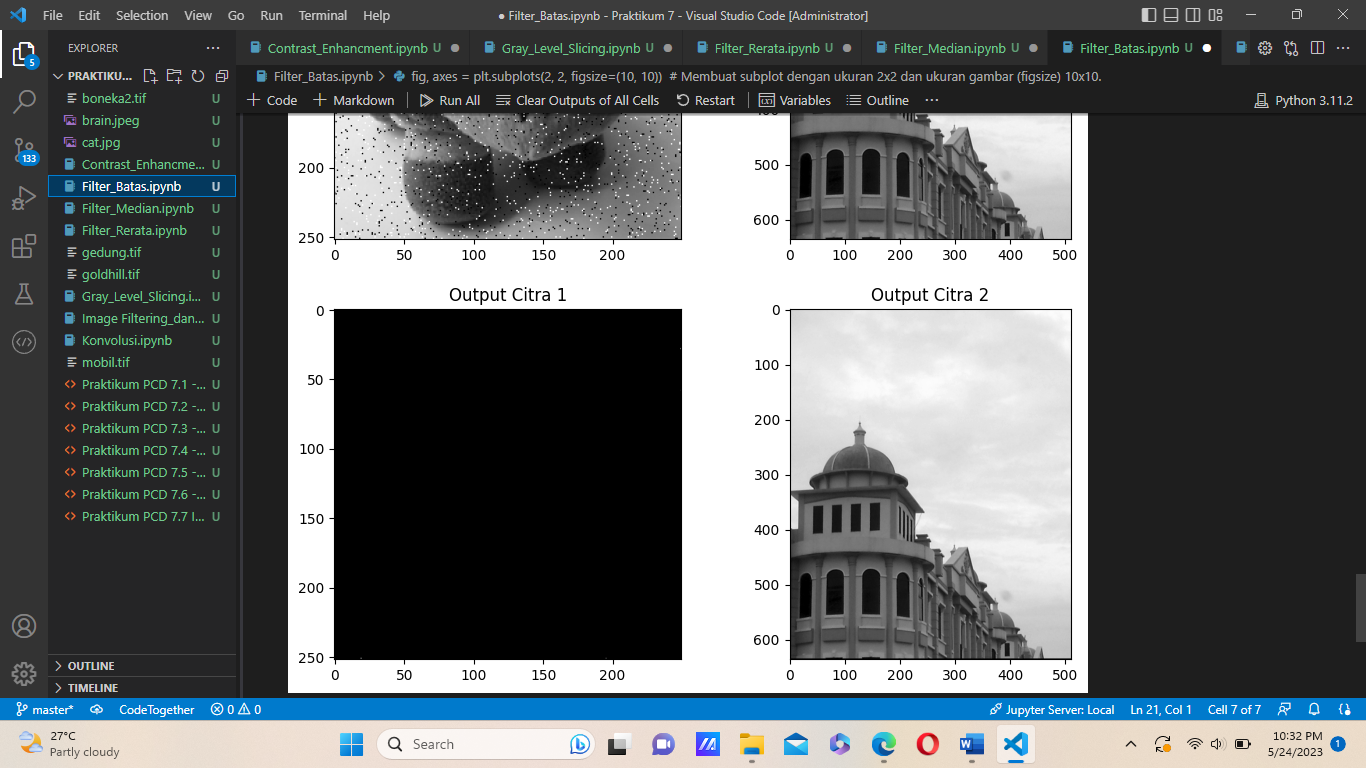 File Edit Selection View Go Run Terminal Help
● Filter_Batas.ipynb - Praktikum 7 - Visual Studio Code [Administrator]
EXPLORER
Contrast_Enhancment.ipynb U
Gray_Level_Slicing.ipynb U
Filter_Rerata.ipynb U
Filter_Median.ipynb U
Filter_Batas.ipynb U
PRAKTIKU...
Filter_Batas.ipynb > fig, axes = plt.subplots(2, 2, figsize=(10, 10)) # Membuat subplot dengan ukuran 2x2 dan ukuran gambar (figsize) 10x10.
+ Code + Markdown Run All Clear Outputs of All Cells Restart Variables Outline ... Python 3.11.2
5
133
boneka2.tif U
brain.jpeg U
cat.jpg U
Contrast_Enhancme... U
Filter_Batas.ipynb U
Filter_Median.ipynb U
Filter_Rerata.ipynb U
gedung.tif U
goldhill.tif U
Gray_Level_Slicing.i... U
Image Filtering_dan... U
Konvolusi.ipynb U
mobil.tif U
Praktikum PCD 7.1 -... U
Praktikum PCD 7.2 -... U
Praktikum PCD 7.3 -... U
Praktikum PCD 7.4 -... U
Praktikum PCD 7.5 -... U
Praktikum PCD 7.6 -... U
Praktikum PCD 7.7 I... U
OUTLINE
TIMELINE
200
250
0 50 100 150 200
500
600
0 100 200 300 400 500
Output Citra 1
0
50
100
150
200
250
0 50 100 150 200
Output Citra 2
0
100
200
300
400
500
600
0 100 200 300 400 500
master* CodeTogether 0 0 Jupyter Server: Local Ln 21, Col 1 Cell 7 of 7
27°C
Partly cloudy
Search
10:32 PM
5/24/2023
1